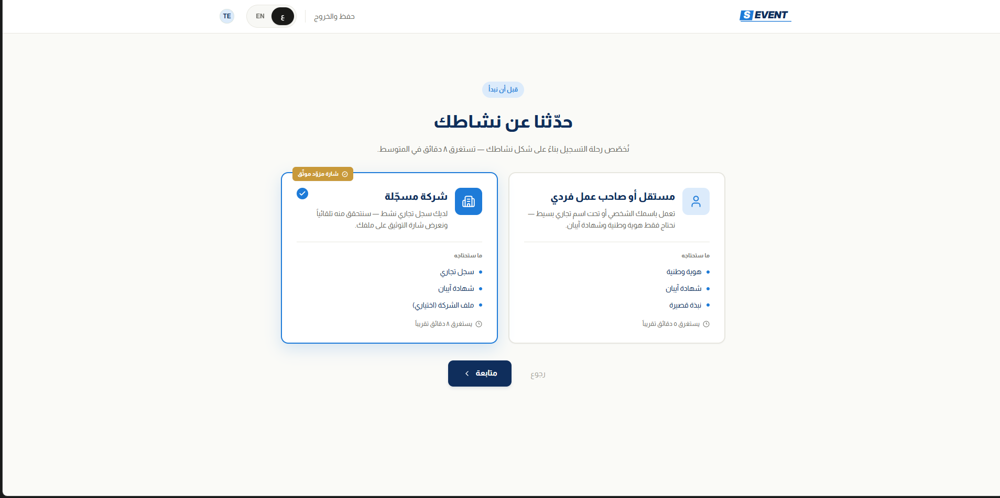 S EVENT
حفظ والخروج
ع
EN
TE
قبل أن نبدأ
حدّثنا عن نشاطك
نُخصّص رحلة التسجيل بناءً على شكل نشاطك — تستغرق ٨ دقائق في المتوسط.
مستقل أو صاحب عمل فردي
تعمل باسمك الشخصي أو تحت اسم تجاري بسيط —
نحتاج فقط هوية وطنية وشهادة آيبان.
ما ستحتاجه
هوية وطنية
شهادة آيبان
نبذة قصيرة
يستغرق ٥ دقائق تقريباً
شارة مزوّد موثّق
شركة مسجّلة
لديك سجل تجاري نشط — سنتحقق منه تلقائياً
ونعرض شارة التوثيق على ملفك.
ما ستحتاجه
سجل تجاري
شهادة آيبان
ملف الشركة (اختياري)
يستغرق ٨ دقائق تقريباً
رجوع
متابعة